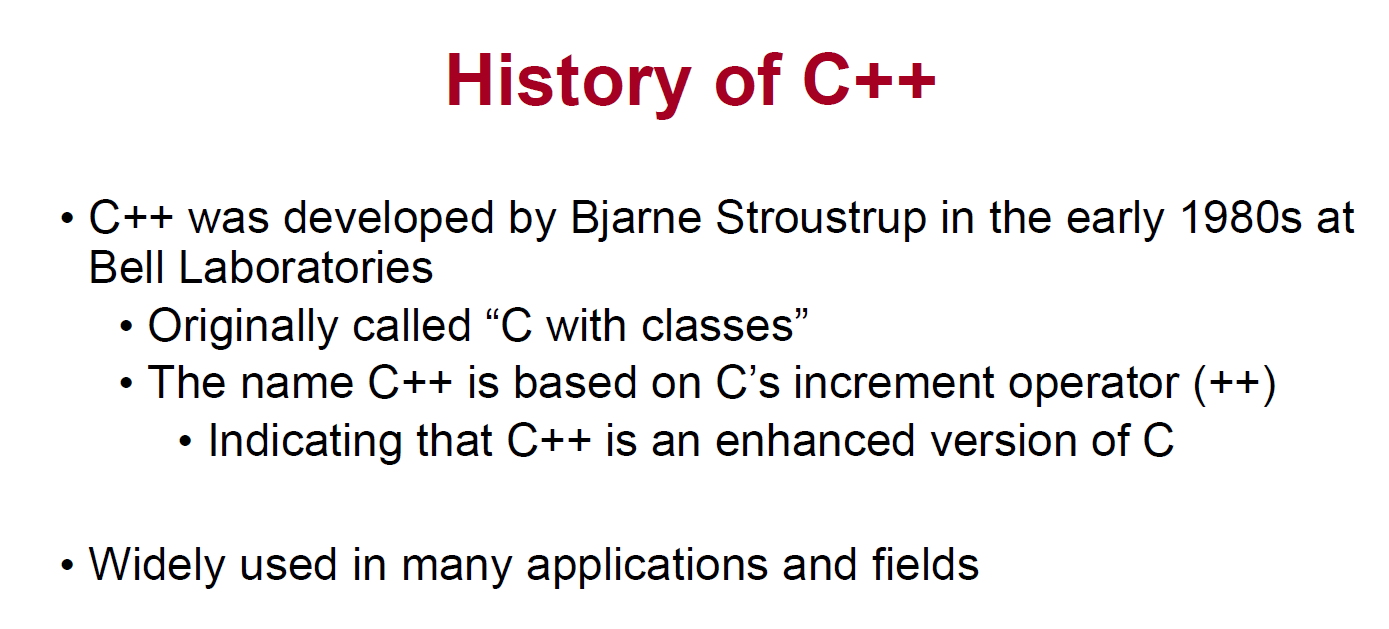 History of C++
• C++ was developed by Bjarne Stroustrup in the early 1980s at
Bell Laboratories
• Originally called “C with classes”
• The name C++ is based on C’s increment operator (++)
• Indicating that C++ is an enhanced version of C
• Widely used in many applications and fields